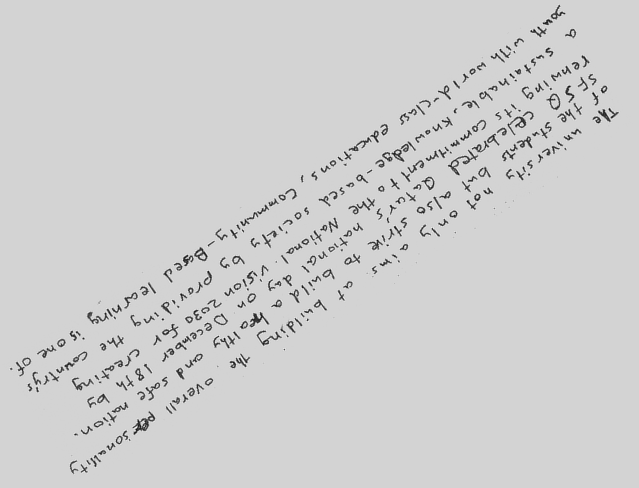 The university not only aims at building the overall personality
of the students but also strive to build a healthy and safe nation.
SFSQ celebrated Qatar's national day on December 18th by
renwing its commitment to the National Vision 2030 for creating
a sustainable, knowledge-based society by providing the country's
youth with world-class educations, Community-Based learning is one of.